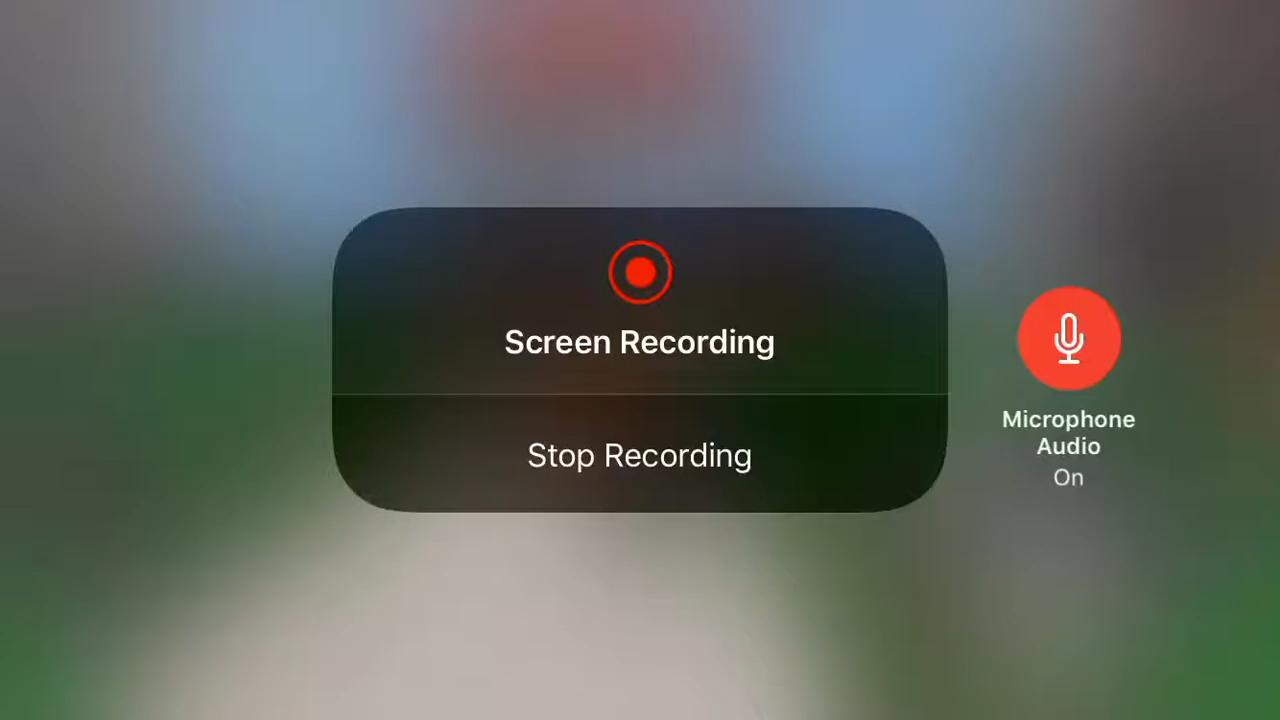 Screen Recording
Stop Recording
Microphone
Audio
On